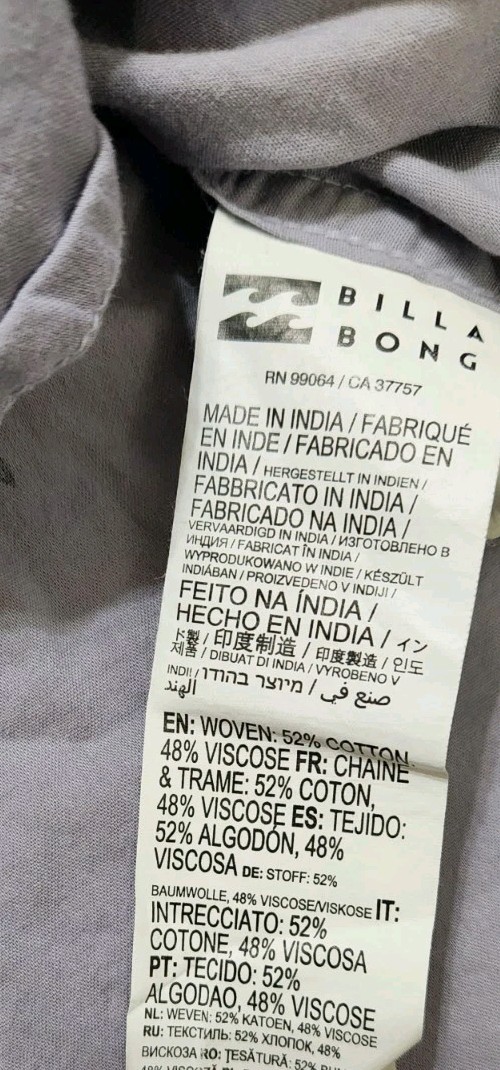 BILLA
BONG
RN 99064 / CA 37757
MADE IN INDIA / FABRIQUÉ
EN INDE / FABRICADO EN
INDIA / HERGESTELLT IN INDIEN /
FABBRICATO IN INDIA /
FABRICADO NA INDIA /
VERVAARDIGD IN INDIA / ИЗГОТОВЛЕНО В
ИНДИЯ / FABRICAT ÎN INDIA /
WYPRODUKOWANO W INDIE / KÉSZÜLT
INDIÁBAN / PROIZVEDENO V INDIJI /
FEITO NA ÍNDIA /
HECHO EN INDIA / イン
ド製 / 印度制造 / 印度製造 / 인도
제품 / DIBUAT DI INDIA / VYROBENO V
INDII / מיוצר בהודו / صنع في
الهند
EN: WOVEN: 52% COTTON,
48% VISCOSE FR: CHAINE
& TRAME: 52% COTON,
48% VISCOSE ES: TEJIDO:
52% ALGODÓN, 48%
VISCOSA DE: STOFF: 52%
BAUMWOLLE, 48% VISCOSE/VISKOSE IT:
INTRECCIATO: 52%
COTONE, 48% VISCOSA
PT: TECIDO: 52%
ALGODAO, 48% VISCOSE
NL: WEVEN: 52% KATOEN, 48% VISCOSE
RU: ТЕКСТИЛЬ: 52% ХЛОПОК, 48%
ВИСКОЗА RO: ȚESĂTURĂ: 52%